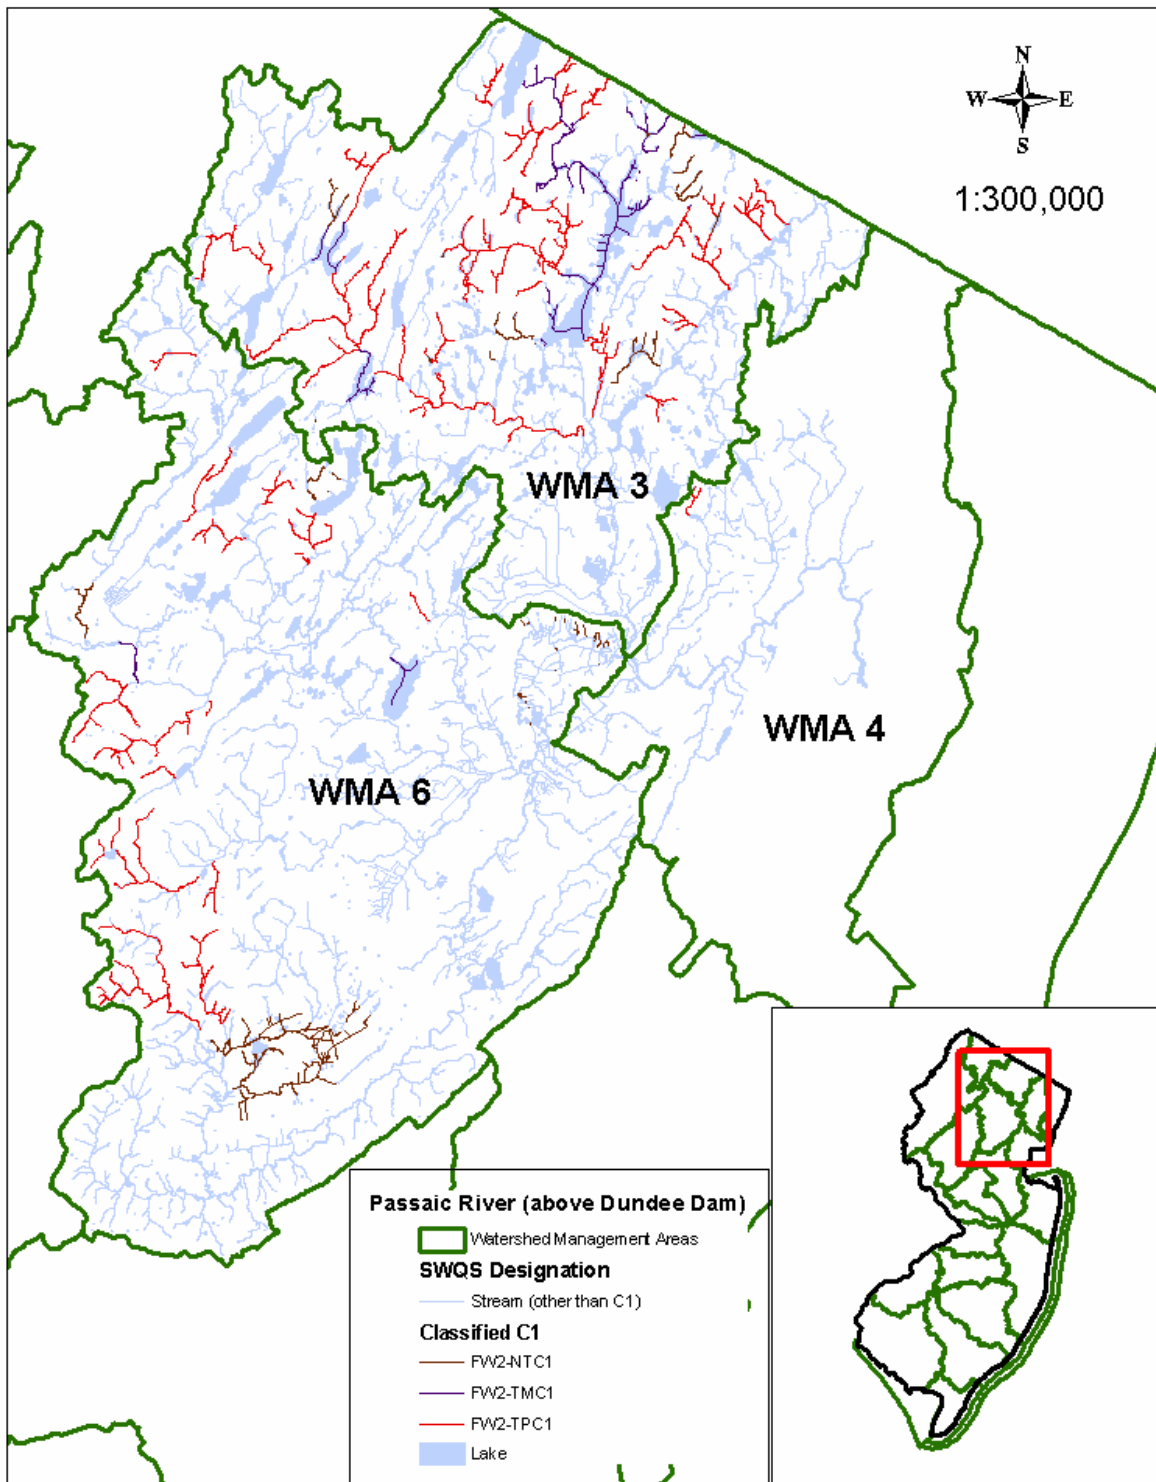 N
W E
S
1:300,000
WMA 3
WMA 4
WMA 6
Passaic River (above Dundee Dam)
Watershed Management Areas
SWQS Designation
Stream (other than C1)
Classified C1
FW2-NTC1
FW2-TMC1
FW2-TPC1
Lake